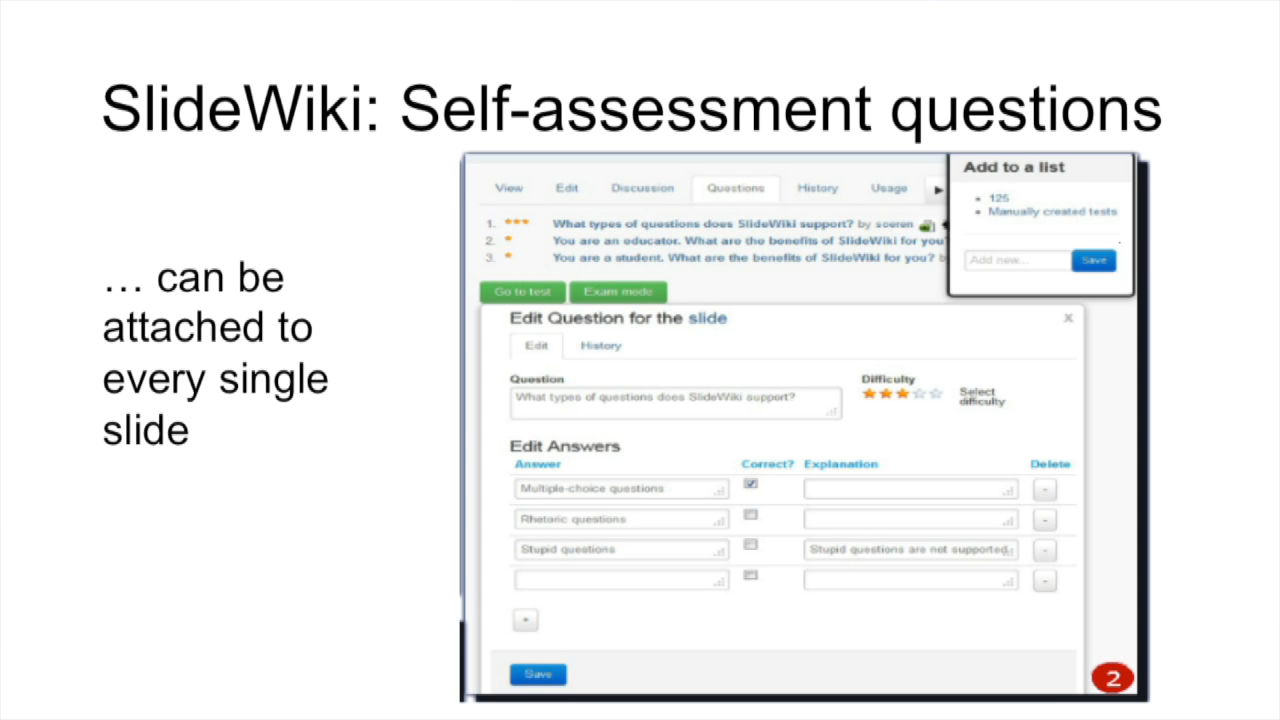 SlideWiki: Self-assessment questions
… can be
attached to
every single
slide
View Edit Discussion Questions History Usage
1. What types of questions does SlideWiki support? by soeren
2. You are an educator. What are the benefits of SlideWiki for you
3. You are a student. What are the benefits of SlideWiki for you? b
Add to a list
125
Manually created tests
Add new... Save
Go to test Exam mode
Edit Question for the slide x
Edit History
Question Difficulty
What types of questions does SlideWiki support? Select
difficulty
Edit Answers
Answer Correct? Explanation Delete
Multiple-choice questions -
Rhetoric questions -
Stupid questions Stupid questions are not supported -
-
+
Save
2